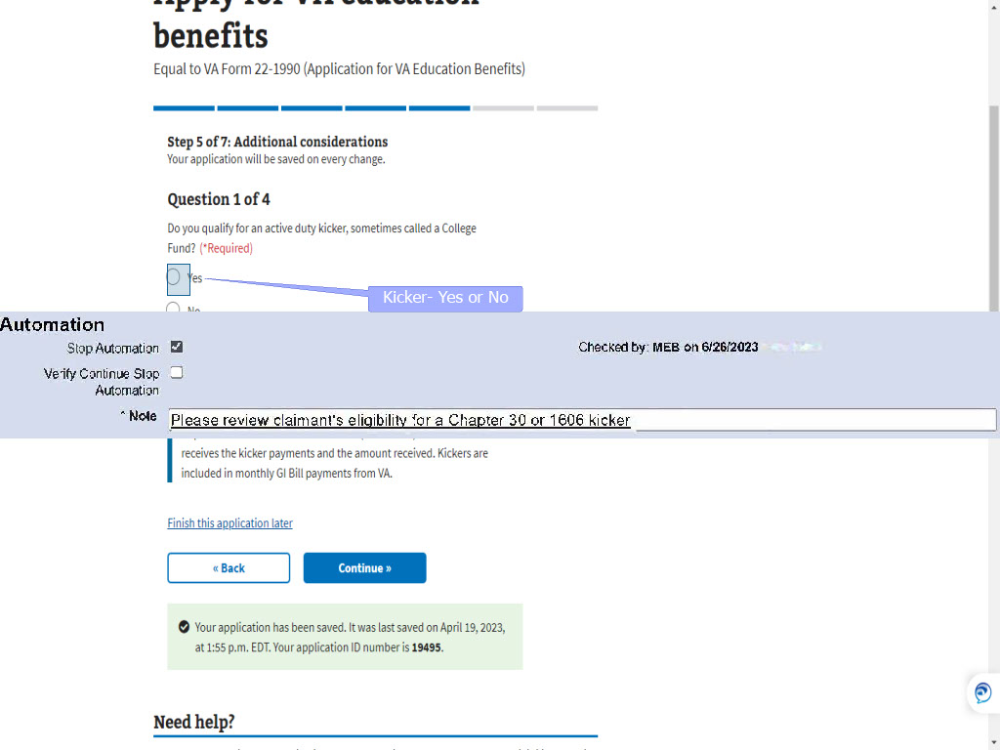 Apply for VA education
benefits
Equal to VA Form 22-1990 (Application for VA Education Benefits)
Step 5 of 7: Additional considerations
Your application will be saved on every change.
Question 1 of 4
Do you qualify for an active duty kicker, sometimes called a College
Fund? (*Required)
Yes
Kicker- Yes or No
No
Automation
Stop Automation
Checked by: MEB on 6/26/2023
Verify Continue Stop
Automation
* Note
Please review claimant's eligibility for a Chapter 30 or 1606 kicker
receives the kicker payments and the amount received. Kickers are
included in monthly GI Bill payments from VA.
Finish this application later
« Back
Continue »
Your application has been saved. It was last saved on April 19, 2023,
at 1:55 p.m. EDT. Your application ID number is 19495.
Need help?